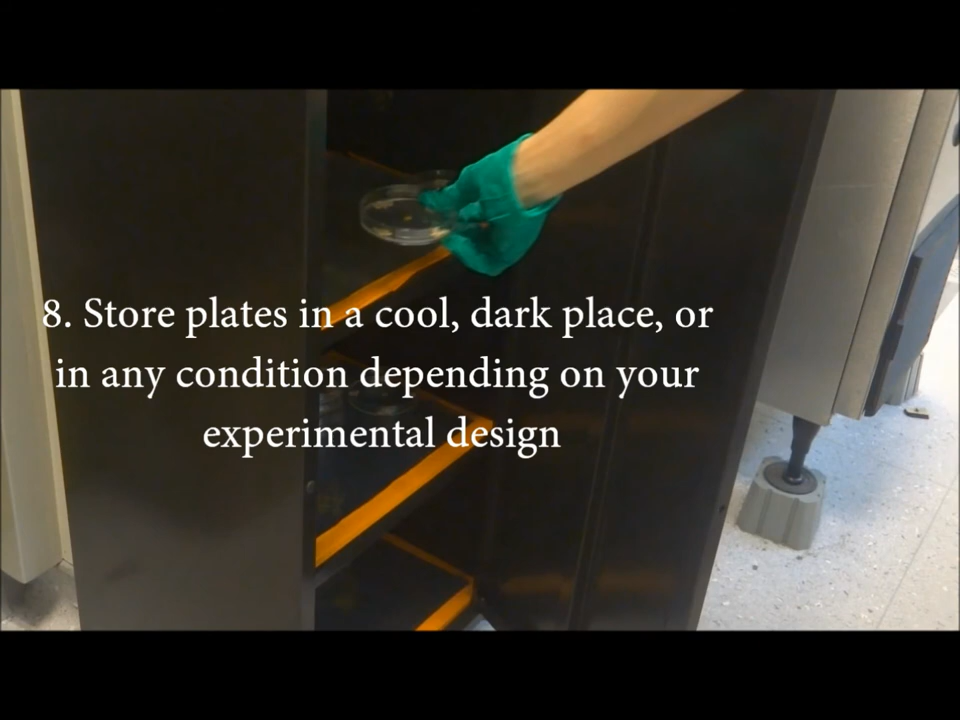 8. Store plates in a cool, dark place, or
in any condition depending on your
experimental design